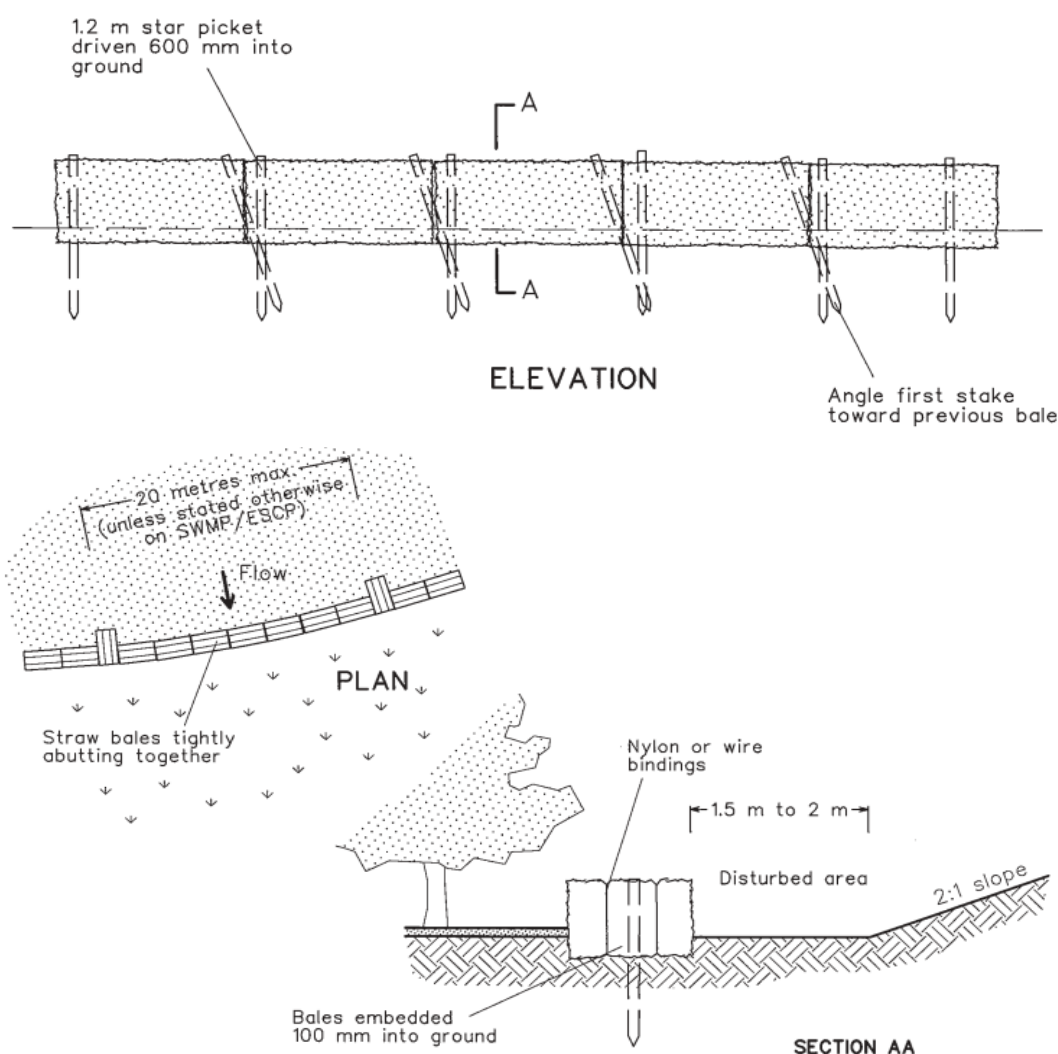 1.2 m star picket
driven 600 mm into
ground
A
A
ELEVATION
Angle first stake
toward previous bale
20 metres max.
(unless stated otherwise
on SWMP/ESCP)
Flow
PLAN
Straw bales tightly
abutting together
Nylon or wire
bindings
1.5 m to 2 m
Disturbed area
2:1 slope
Bales embedded
100 mm into ground
SECTION AA